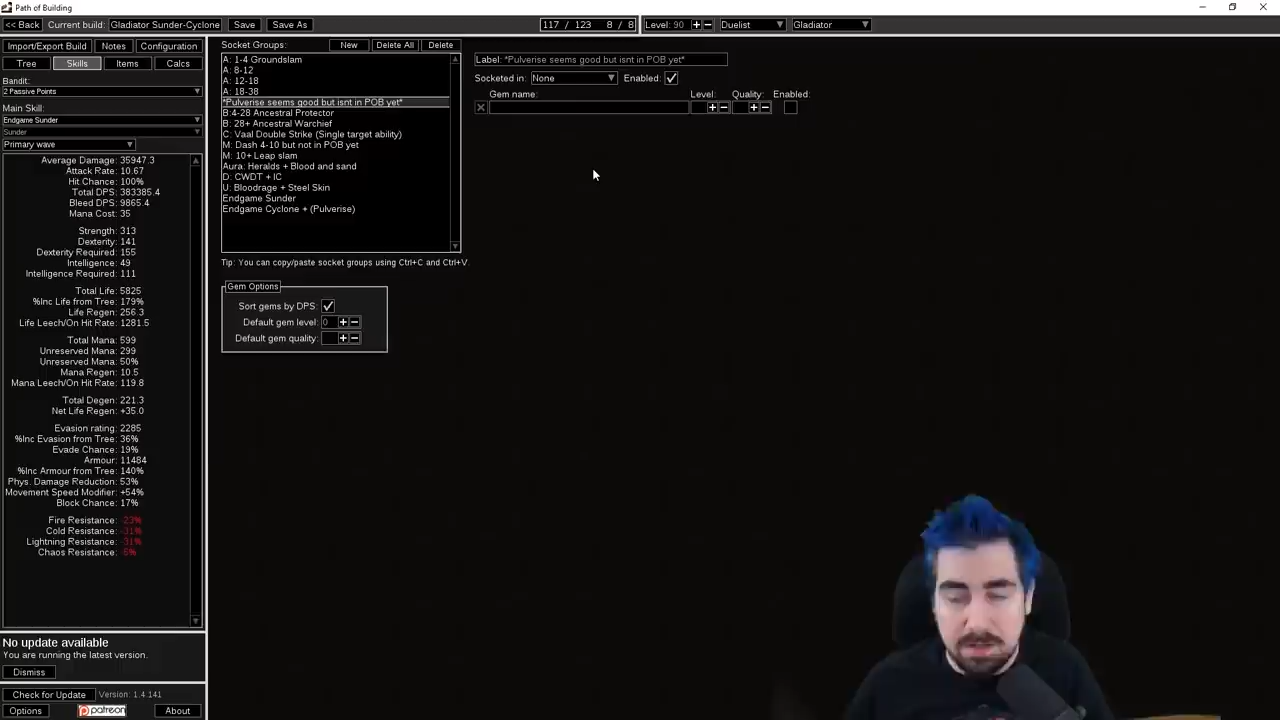 Path of Building
<< Back Current build: Gladiator Sunder-Cyclone Save Save As 117 / 123 8 / 8 Level: 90 + − Duelist Gladiator
Import/Export Build Notes Configuration
Tree Skills Items Calcs
Bandit:
2 Passive Points
Main Skill:
Endgame Sunder
Sunder
Primary wave
Average Damage: 35947.3
Attack Rate: 10.67
Hit Chance: 100%
Total DPS: 383385.4
Bleed DPS: 9865.4
Mana Cost: 35
Strength: 313
Dexterity: 141
Dexterity Required: 155
Intelligence: 49
Intelligence Required: 111
Total Life: 5825
%Inc Life from Tree: 179%
Life Regen: 256.3
Life Leech/On Hit Rate: 1281.5
Total Mana: 599
Unreserved Mana: 299
Unreserved Mana: 50%
Mana Regen: 10.5
Mana Leech/On Hit Rate: 119.8
Total Degen: 221.3
Net Life Regen: +35.0
Evasion rating: 2285
%Inc Evasion from Tree: 36%
Evade Chance: 19%
Armour: 11484
%Inc Armour from Tree: 140%
Phys. Damage Reduction: 53%
Movement Speed Modifier: +54%
Block Chance: 17%
Fire Resistance: -23%
Cold Resistance: -31%
Lightning Resistance: -31%
Chaos Resistance: 6%
No update available
You are running the latest version.
Dismiss
Check for Update Version: 1.4.141
Options patreon About
Socket Groups: New Delete All Delete
A: 1-4 Groundslam
A: 8-12
A: 12-18
A: 18-38
*Pulverise seems good but isnt in POB yet*
B:4-28 Ancestral Protector
B: 28+ Ancestral Warchief
C: Vaal Double Strike (Single target ability)
M: Dash 4-10 but not in POB yet
M: 10+ Leap slam
Aura: Heralds + Blood and sand
D: CWDT + IC
U: Bloodrage + Steel Skin
Endgame Sunder
Endgame Cyclone + (Pulverise)
Tip: You can copy/paste socket groups using Ctrl+C and Ctrl+V.
Gem Options
Sort gems by DPS:
Default gem level: 0 + −
Default gem quality: + −
Label: *Pulverise seems good but isnt in POB yet*
Socketed in: None Enabled:
Gem name: Level: Quality: Enabled: